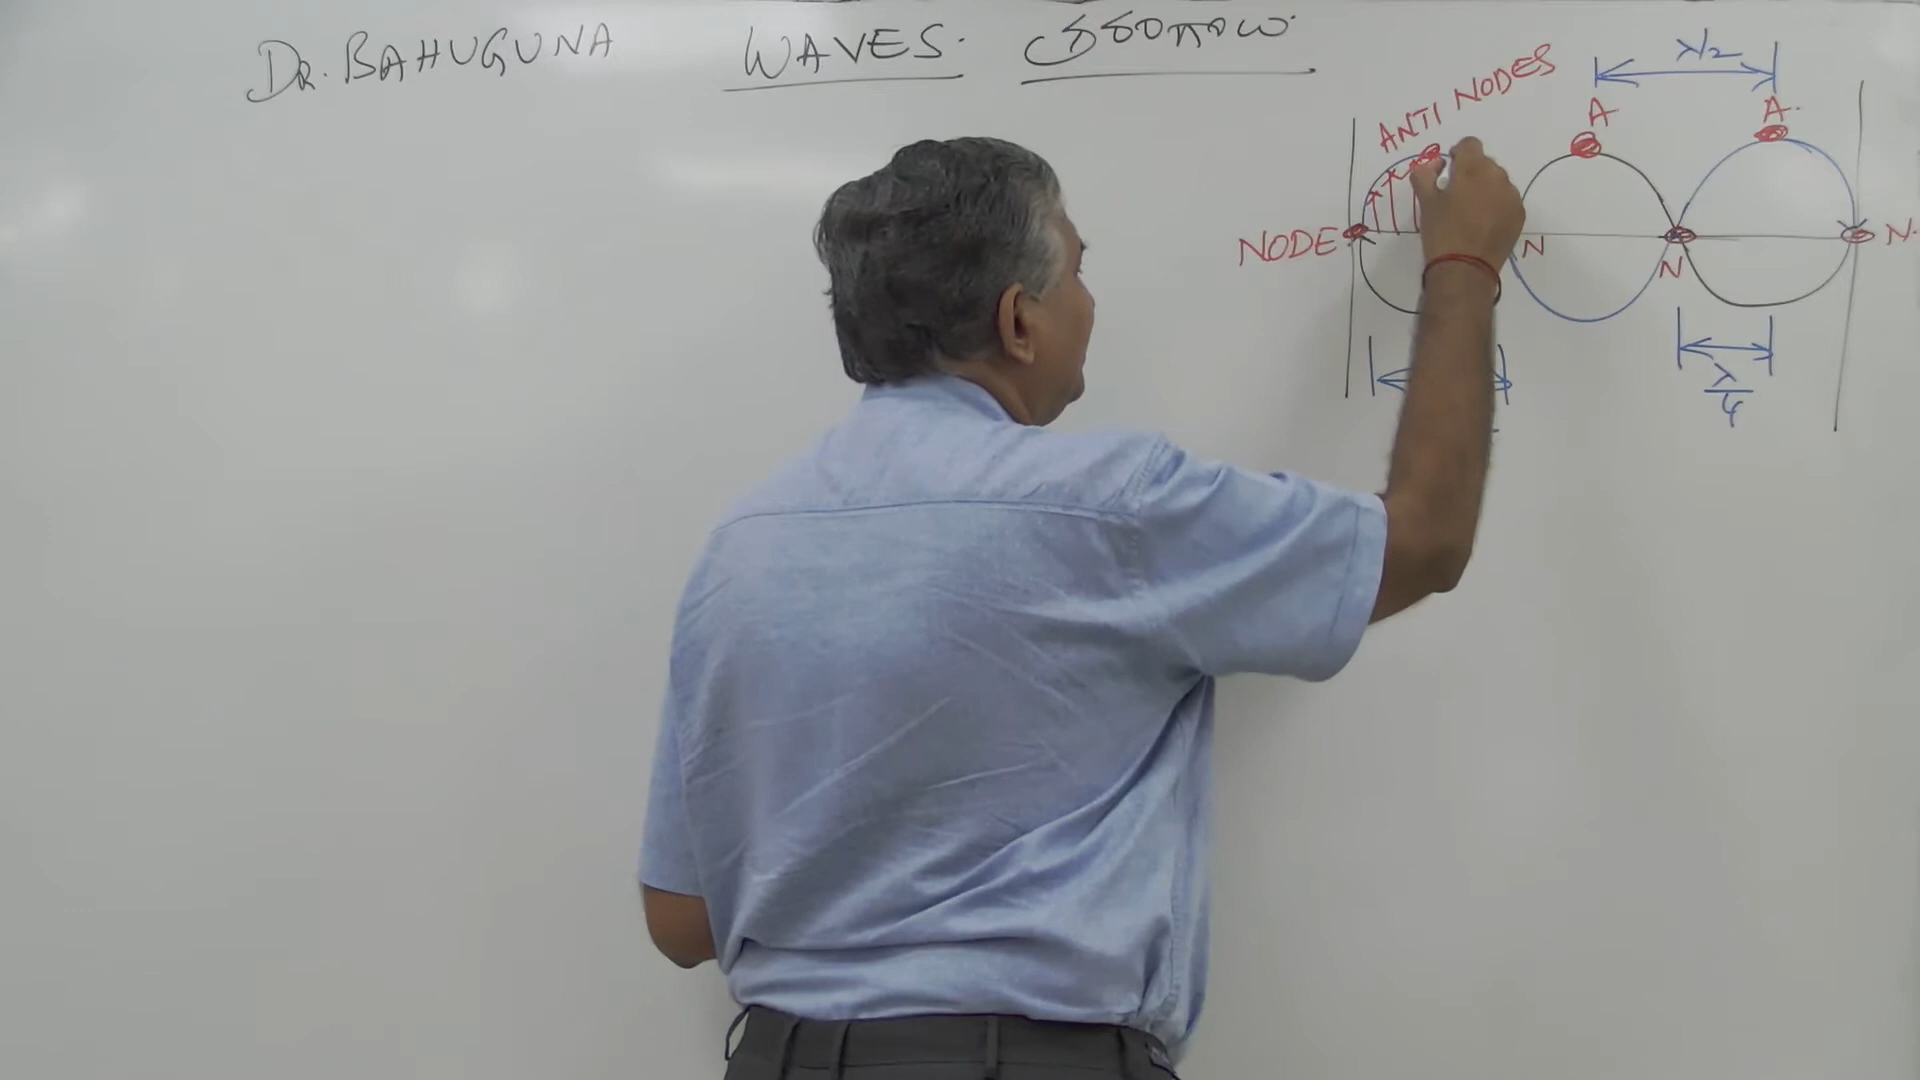 DR. BAHUGUNA WAVES.
λ/2
ANTI NODES
A
A.
NODE
N
N
N.
λ/4